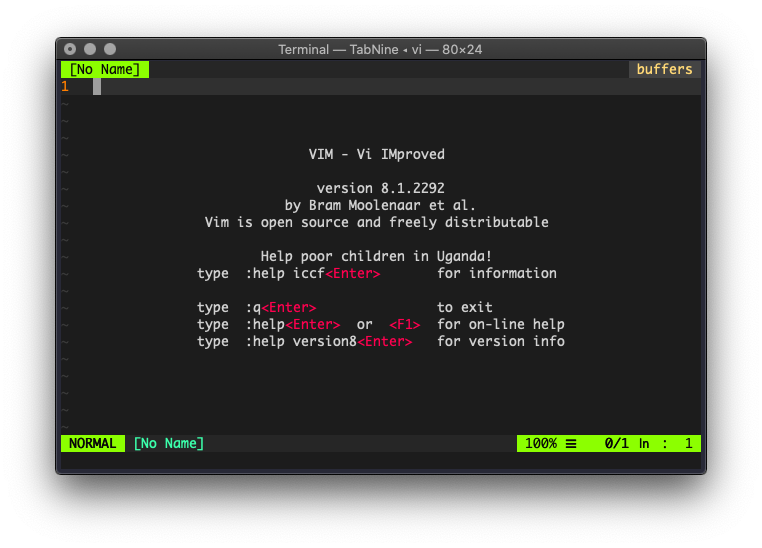 Terminal — TabNine ◂ vi — 80×24
[No Name] buffers
1
~
~
~
~ VIM - Vi IMproved
~
~ version 8.1.2292
~ by Bram Moolenaar et al.
~ Vim is open source and freely distributable
~
~ Help poor children in Uganda!
~ type :help iccf<Enter> for information
~
~ type :q<Enter> to exit
~ type :help<Enter> or <F1> for on-line help
~ type :help version8<Enter> for version info
~
~
~
~
~
NORMAL [No Name] 100% ☰ 0/1 ln : 1